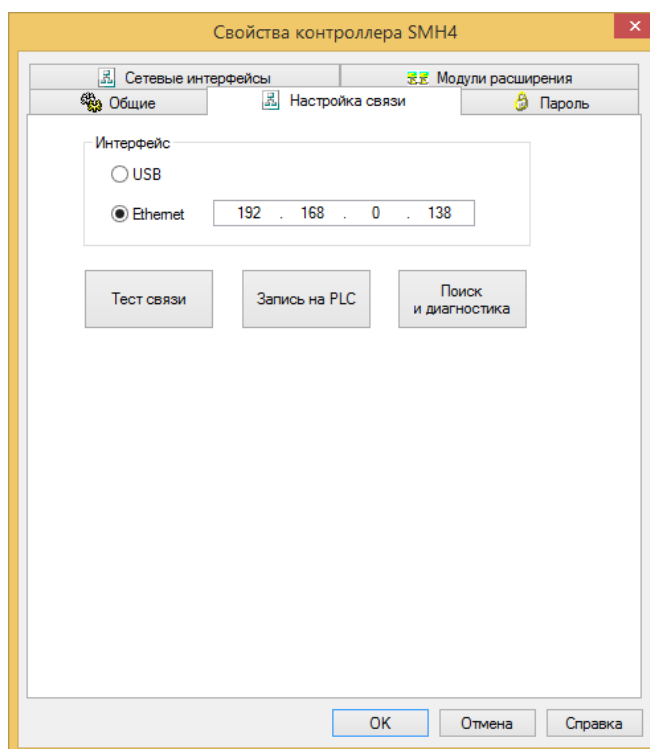 Свойства контроллера SMH4
Сетевые интерфейсы
Модули расширения
Общие
Настройка связи
Пароль
Интерфейс
USB
Ethernet 192 . 168 . 0 . 138
Тест связи
Запись на PLC
Поиск
и диагностика
OK
Отмена
Справка